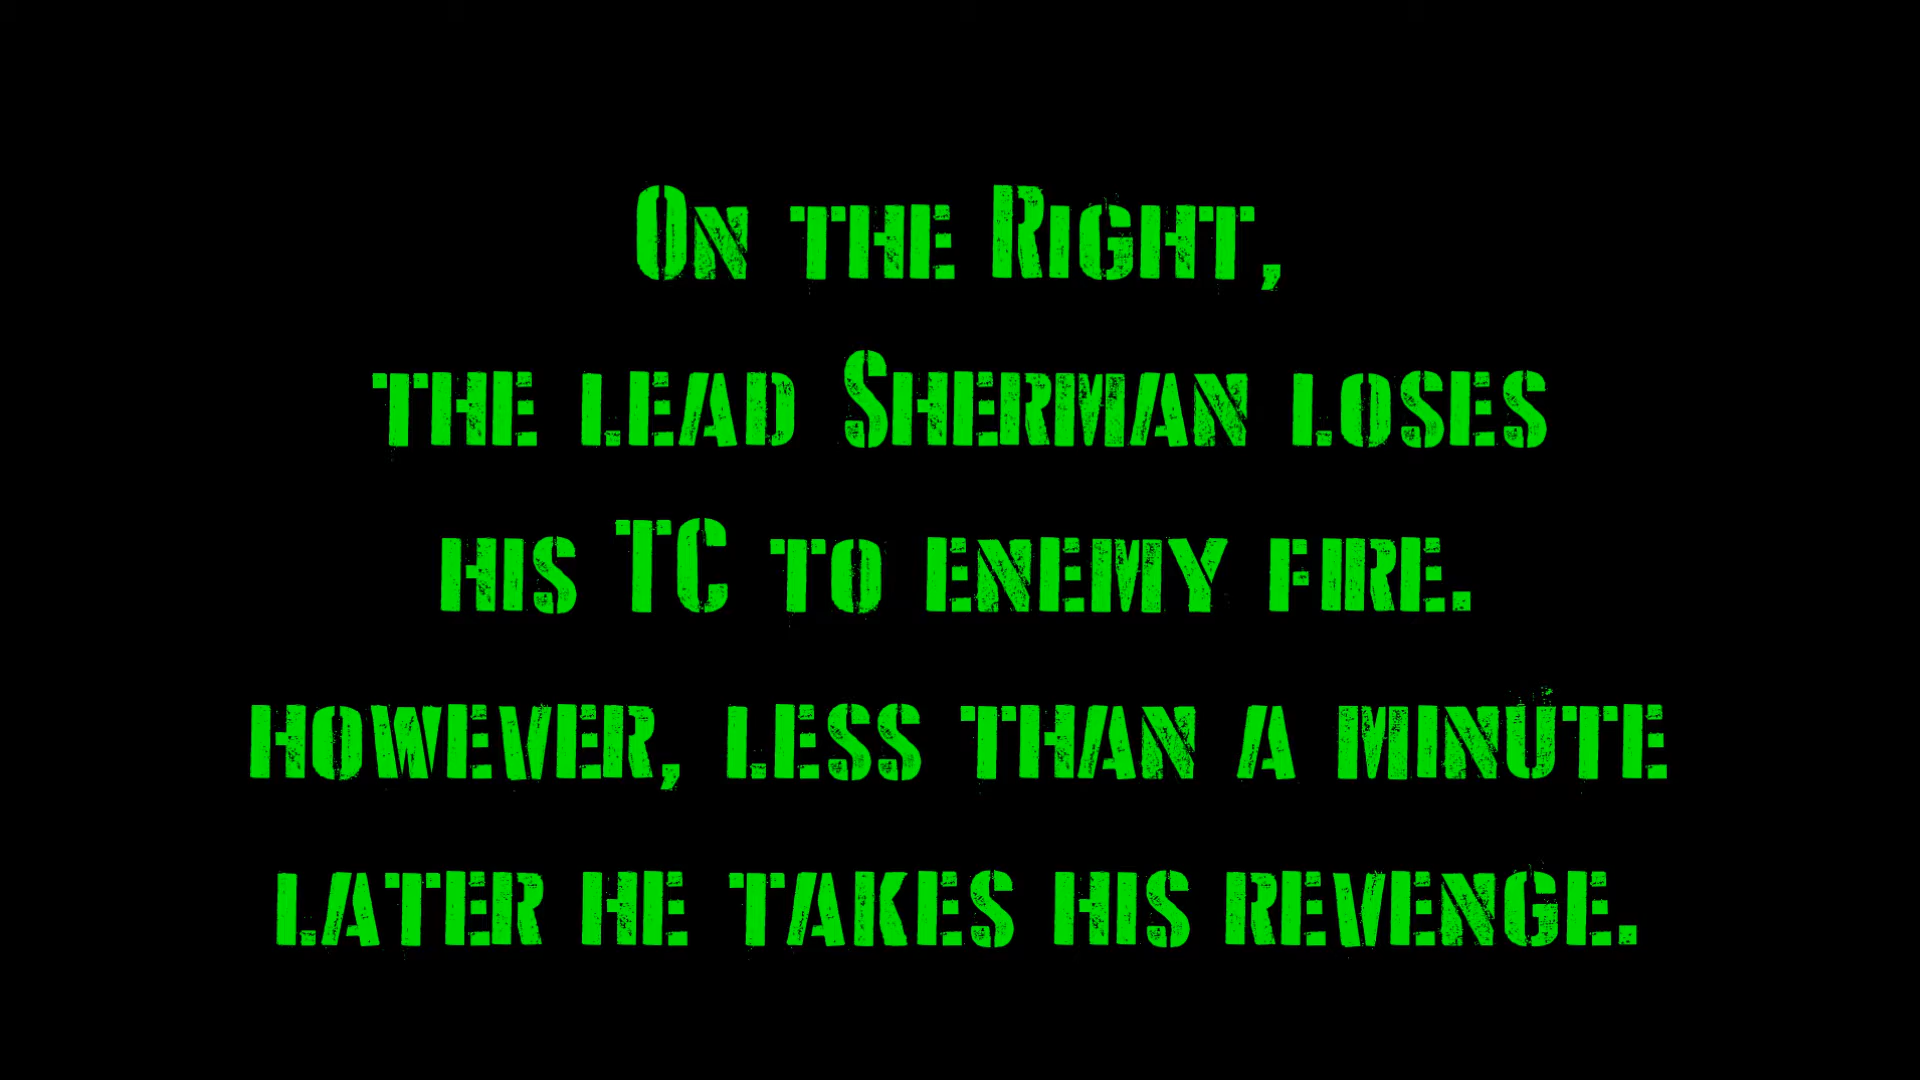 On the Right,
the lead Sherman loses
his TC to enemy fire.
however, less than a minute
later he takes his revenge.